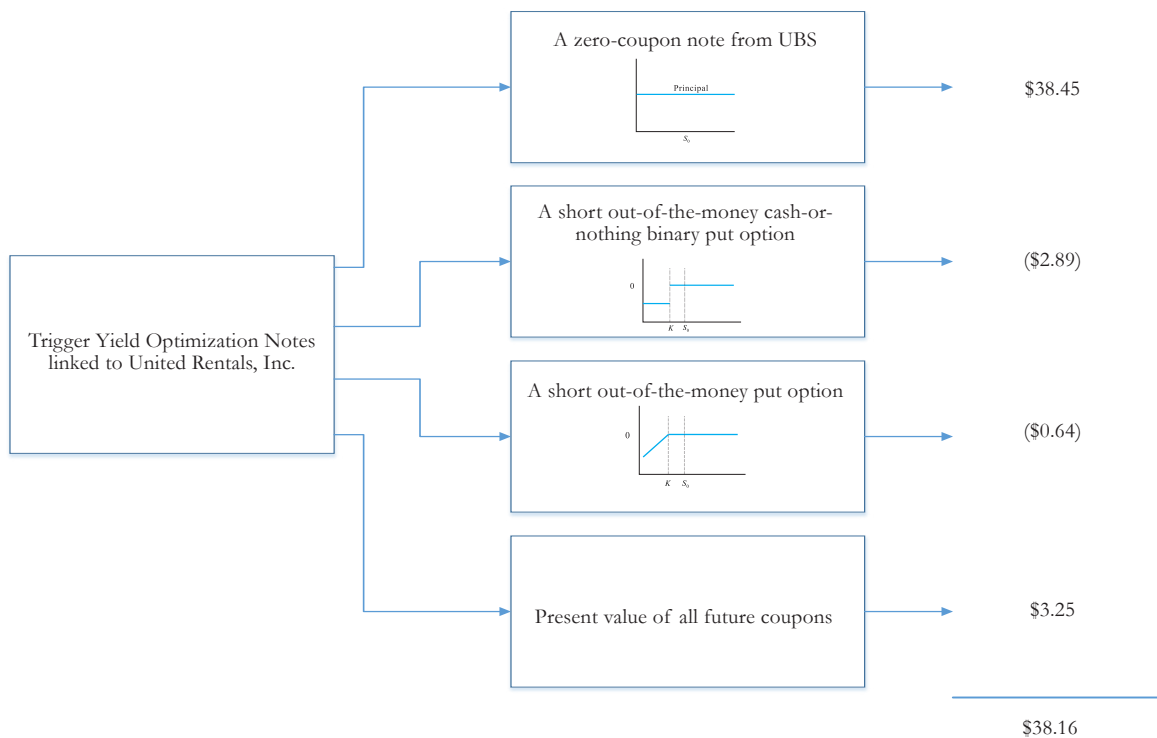 A zero-coupon note from UBS
Principal
S0
$38.45
A short out-of-the-money cash-or-
nothing binary put option
0
K
S0
($2.89)
Trigger Yield Optimization Notes
linked to United Rentals, Inc.
A short out-of-the-money put option
0
K
S0
($0.64)
Present value of all future coupons
$3.25
$38.16